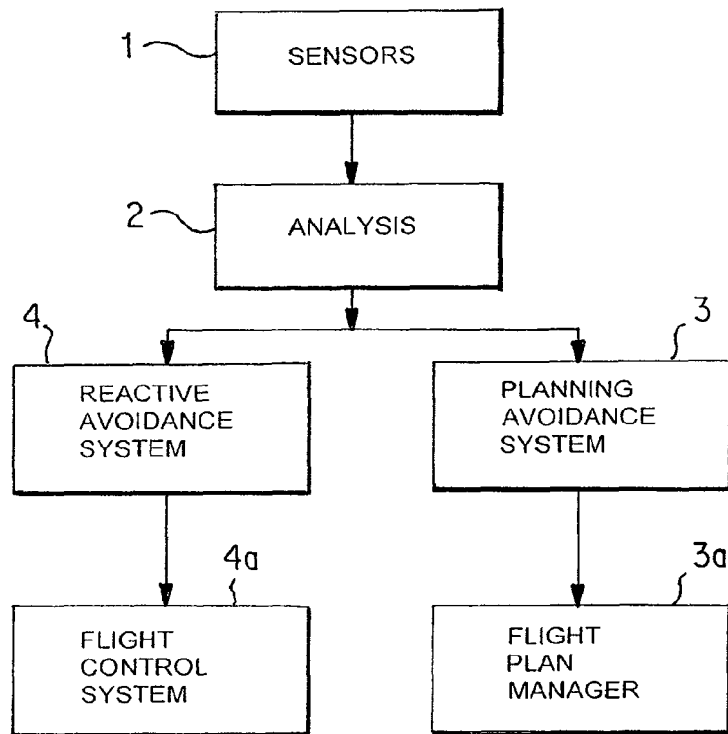 1
SENSORS
2
ANALYSIS
4
REACTIVE
AVOIDANCE
SYSTEM
3
PLANNING
AVOIDANCE
SYSTEM
4a
FLIGHT
CONTROL
SYSTEM
3a
FLIGHT
PLAN
MANAGER